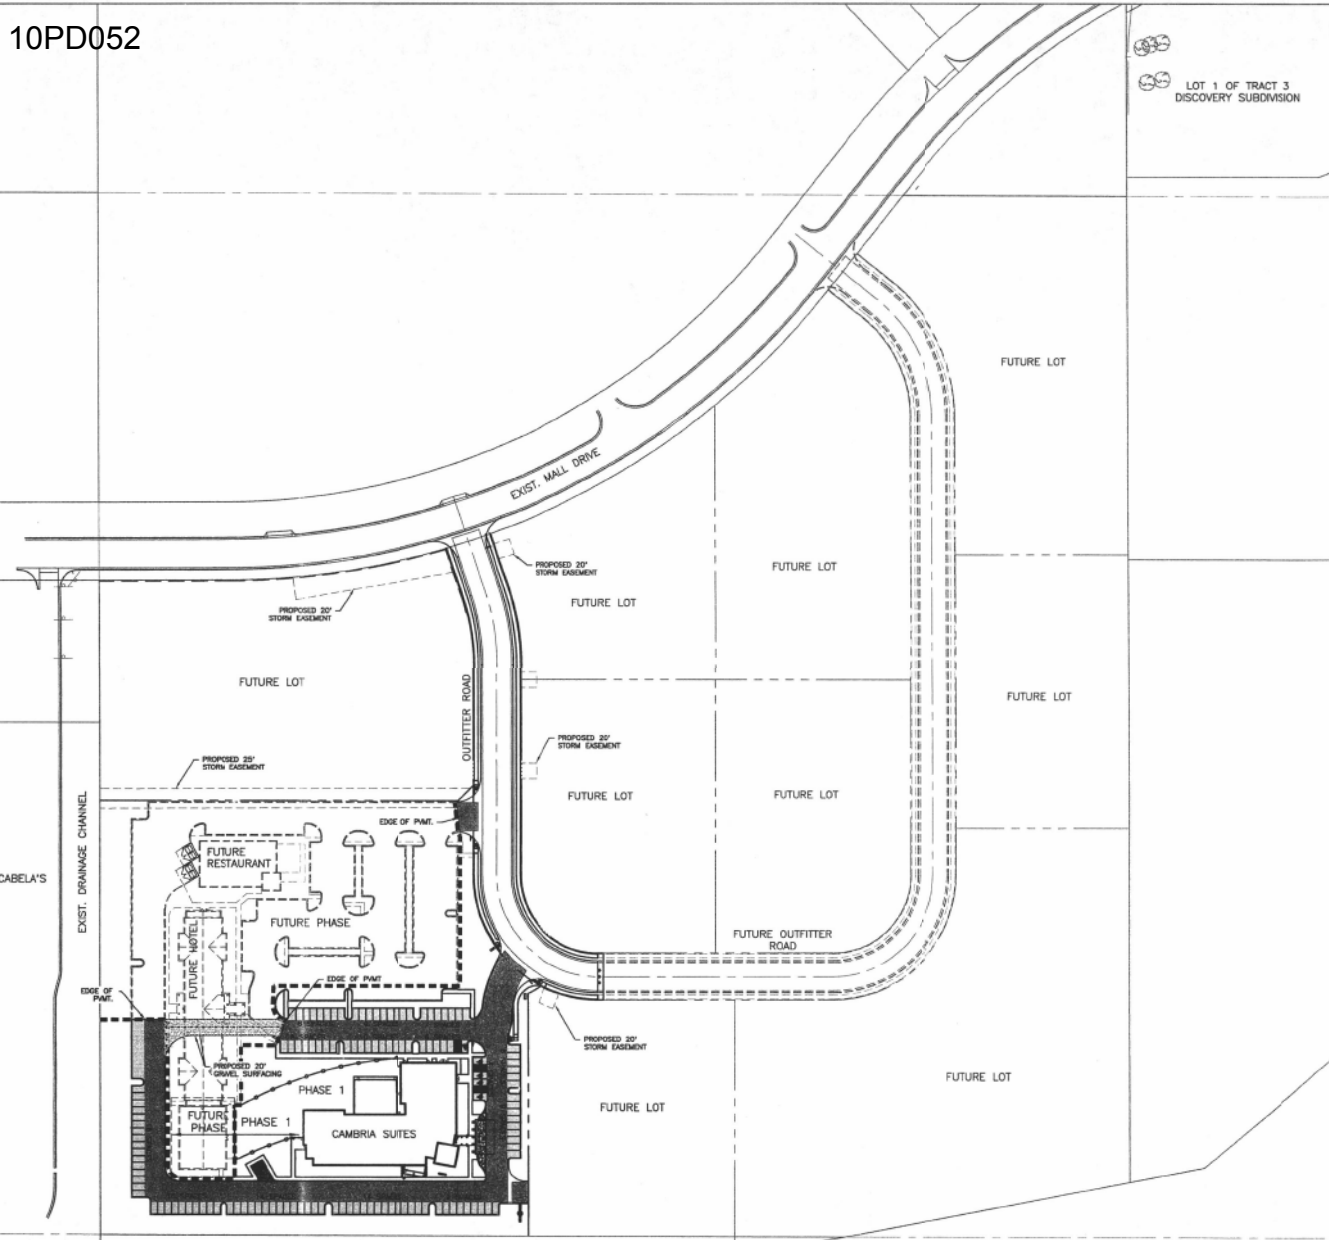 10PD052
LOT 1 OF TRACT 3
DISCOVERY SUBDIVISION
FUTURE LOT
EXIST. MALL DRIVE
PROPOSED 20'
STORM EASEMENT
FUTURE LOT
FUTURE LOT
PROPOSED 20'
STORM EASEMENT
FUTURE LOT
OUTFITTER ROAD
FUTURE LOT
PROPOSED 20'
STORM EASEMENT
PROPOSED 25'
STORM EASEMENT
FUTURE LOT
FUTURE LOT
EDGE OF PVMT.
EXIST. DRAINAGE CHANNEL
CABELA'S
FUTURE
RESTAURANT
FUTURE PHASE
FUTURE HOTEL
FUTURE OUTFITTER
ROAD
EDGE OF PVMT
EDGE OF
PVMT.
PROPOSED 20'
STORM EASEMENT
PROPOSED 20'
GRAVEL SURFACING
FUTURE LOT
PHASE 1
FUTURE LOT
FUTUR
PHASE
PHASE 1
CAMBRIA SUITES